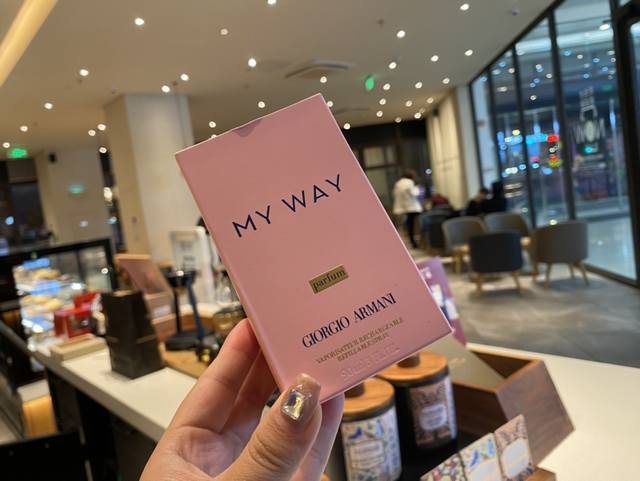 MY WAY
parfum
GIORGIO ARMANI
VAPORISATEUR RECHARGEABLE
REFILLABLE SPRAY